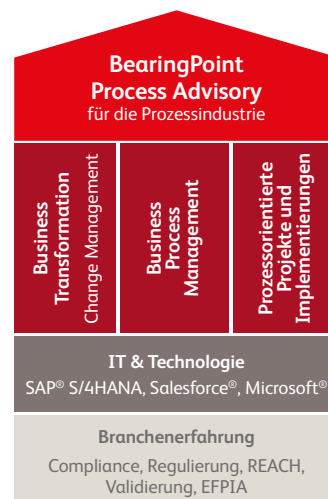 BearingPoint
Process Advisory
für die Prozessindustrie
Business
Transformation
Change Management
Business
Process
Management
Prozessorientierte
Projekte und
Implementierungen
IT & Technologie
SAP® S/4HANA, Salesforce®, Microsoft®
Branchenerfahrung
Compliance, Regulierung, REACH,
Validierung, EFPIA